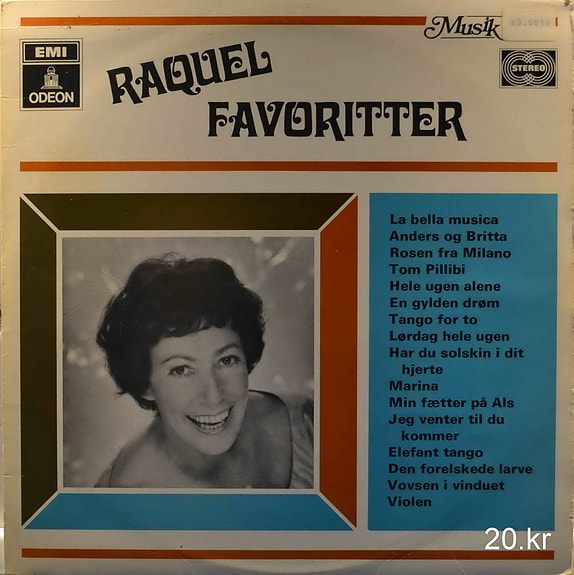 Musik
EMI
ODEON
RAQUEL
FAVORITTER
STEREO
La bella musica
Anders og Britta
Rosen fra Milano
Tom Pillibi
Hele ugen alene
En gylden drøm
Tango for to
Lørdag hele ugen
Har du solskin i dit
hjerte
Marina
Min fætter på Als
Jeg venter til du
kommer
Elefant tango
Den forelskede larve
Vovsen i vinduet
Violen
20.kr